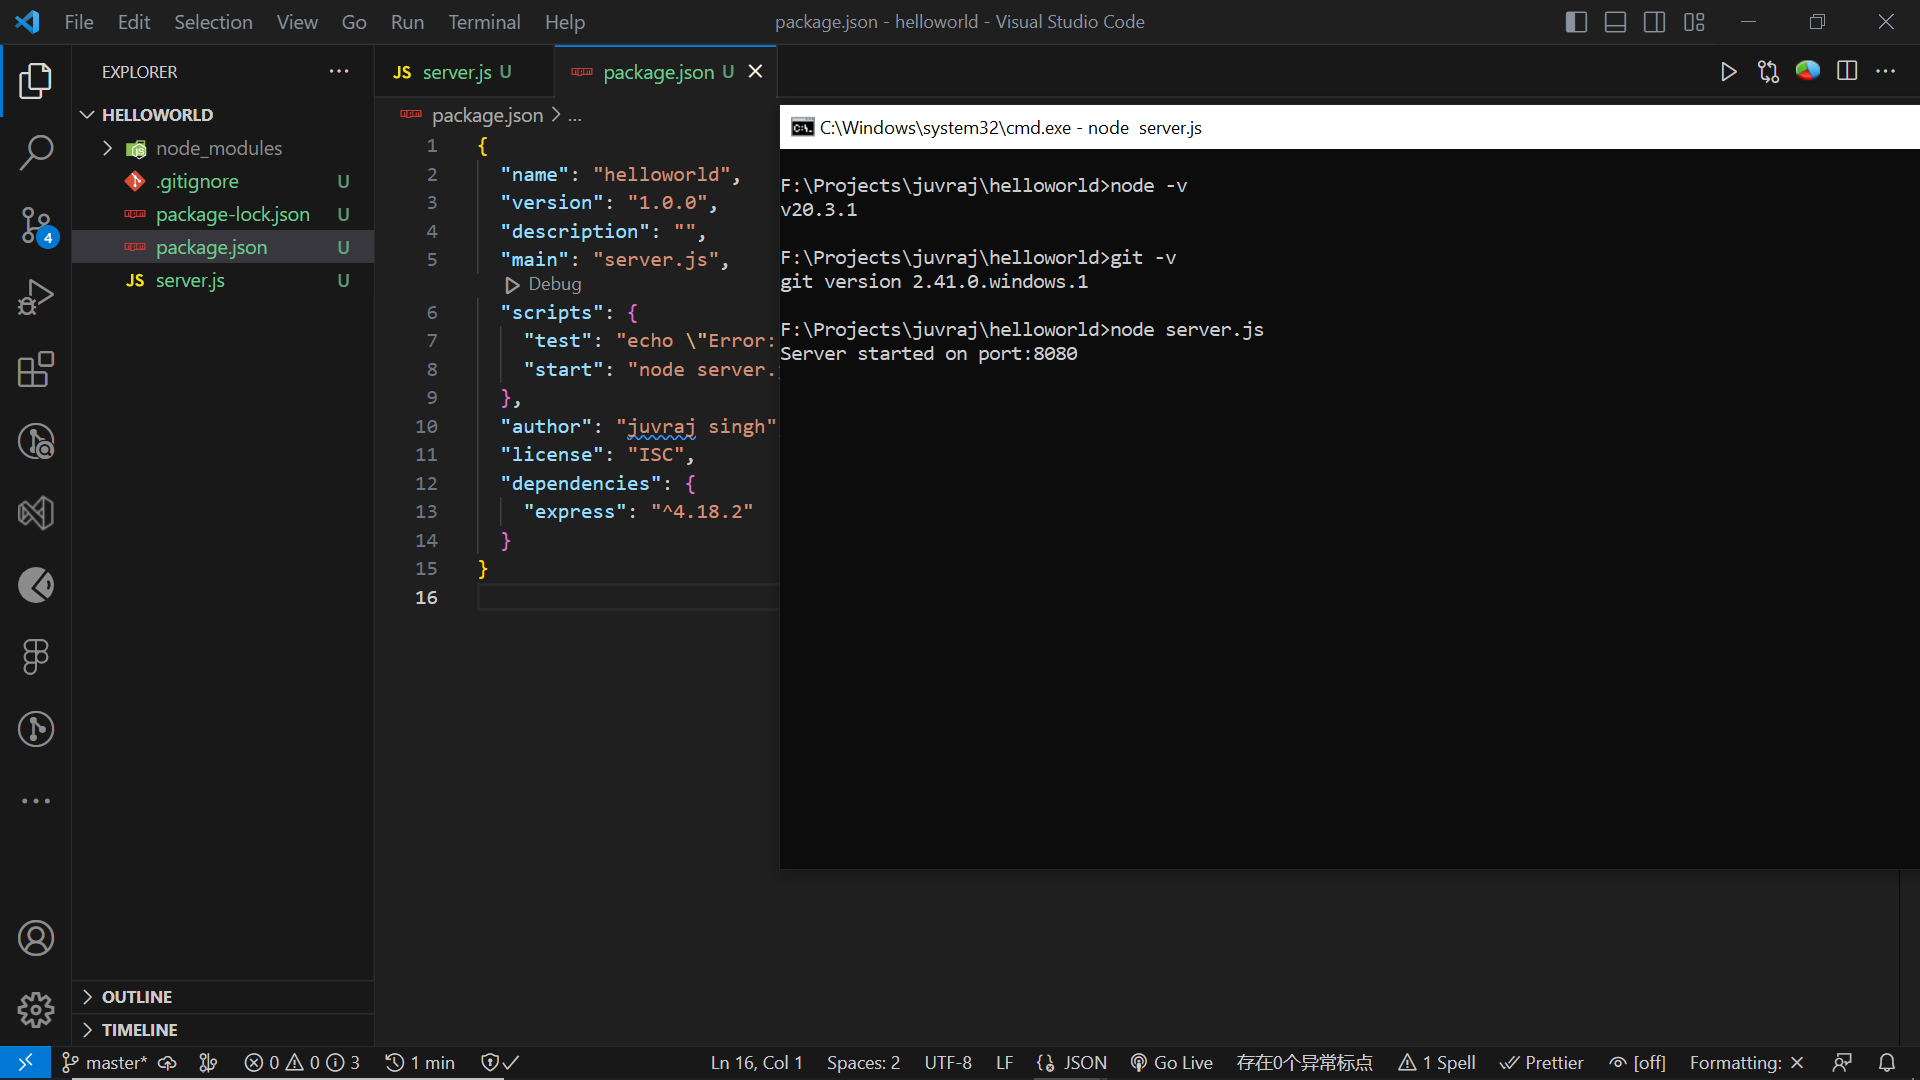 File Edit Selection View Go Run Terminal Help
package.json - helloworld - Visual Studio Code
EXPLORER
HELLOWORLD
node_modules
.gitignore U
package-lock.json U
package.json U
JS server.js U
OUTLINE
TIMELINE
4
JS server.js U
package.json U
package.json > ...
1 {
2 "name": "helloworld",
3 "version": "1.0.0",
4 "description": "",
5 "main": "server.js",
Debug
6 "scripts": {
7 "test": "echo \"Error:
8 "start": "node server.
9 },
10 "author": "juvraj singh"
11 "license": "ISC",
12 "dependencies": {
13 "express": "^4.18.2"
14 }
15 }
16
C:\Windows\system32\cmd.exe - node  server.js
F:\Projects\juvraj\helloworld>node -v
v20.3.1
F:\Projects\juvraj\helloworld>git -v
git version 2.41.0.windows.1
F:\Projects\juvraj\helloworld>node server.js
Server started on port:8080
master* 0 0 3 1 min Ln 16, Col 1 Spaces: 2 UTF-8 LF {} JSON Go Live 存在0个异常标点 1 Spell Prettier [off] Formatting: ×